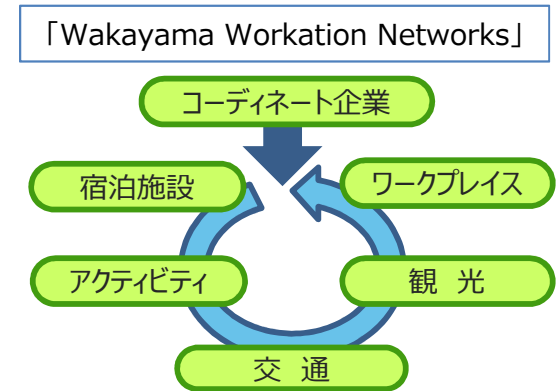 「Wakayama Workation Networks」
コーディネート企業
宿泊施設
ワークプレイス
アクティビティ
観 光
交 通